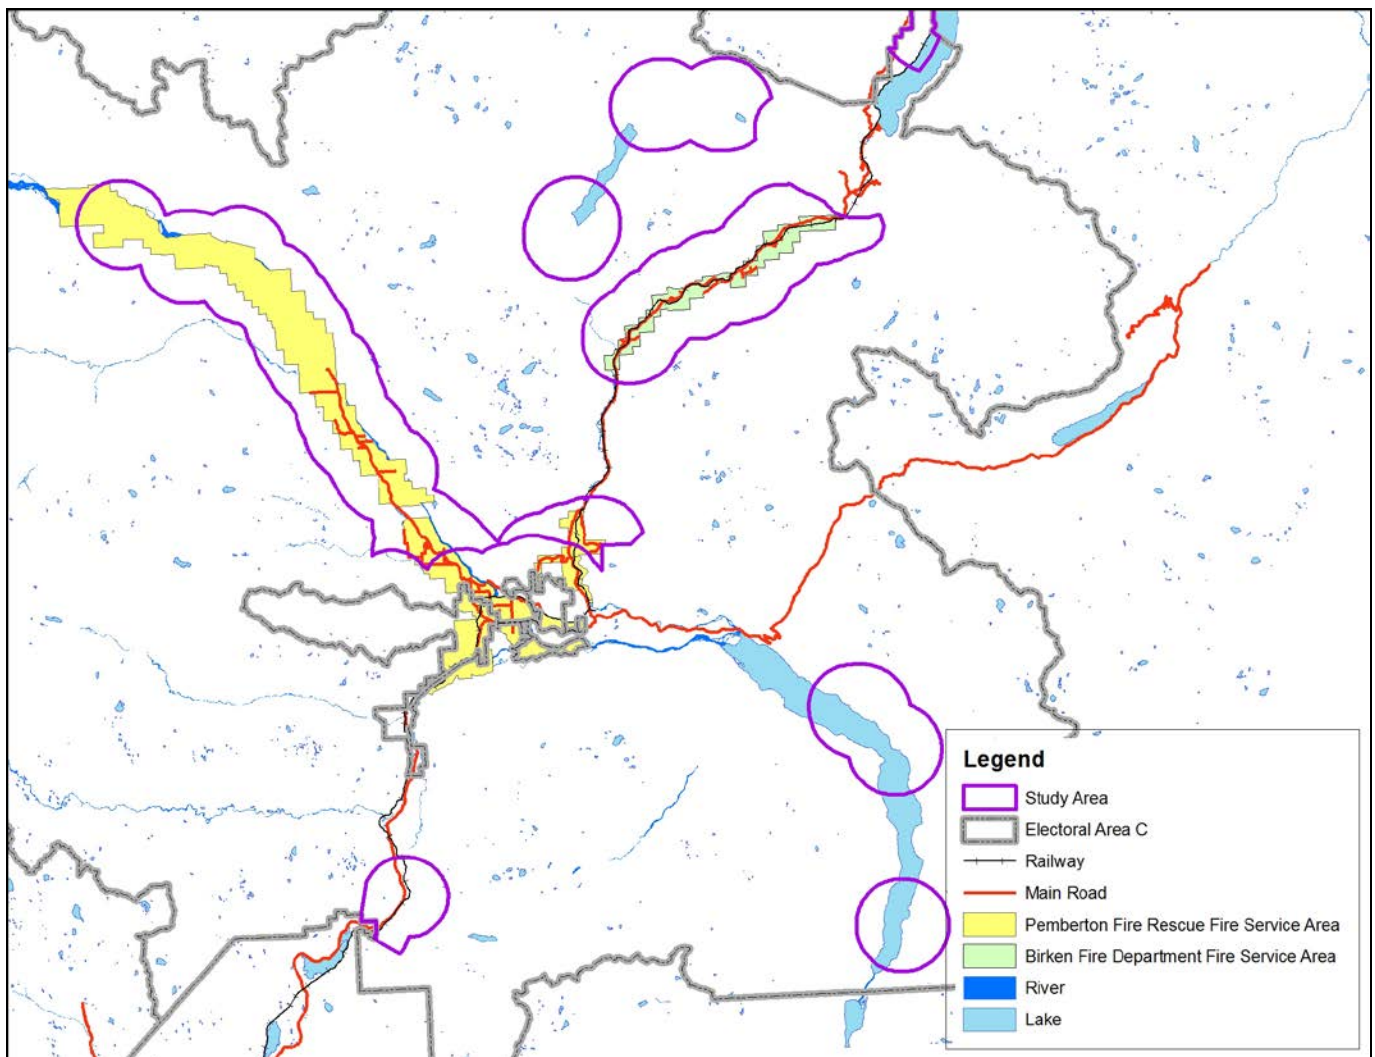 Legend
Study Area
Electoral Area C
Railway
Main Road
Pemberton Fire Rescue Fire Service Area
Birken Fire Department Fire Service Area
River
Lake